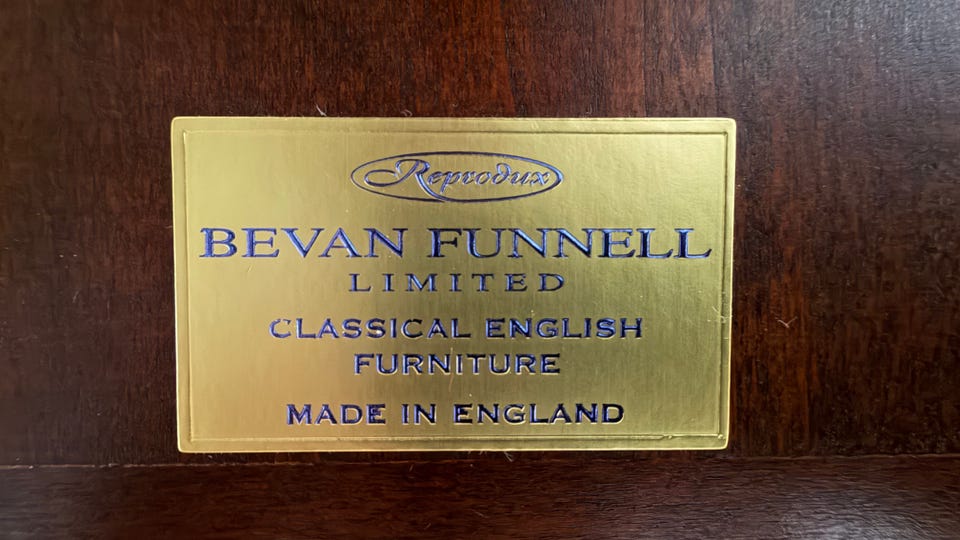 Reprodux
BEVAN FUNNELL
LIMITED
CLASSICAL ENGLISH
FURNITURE
MADE IN ENGLAND